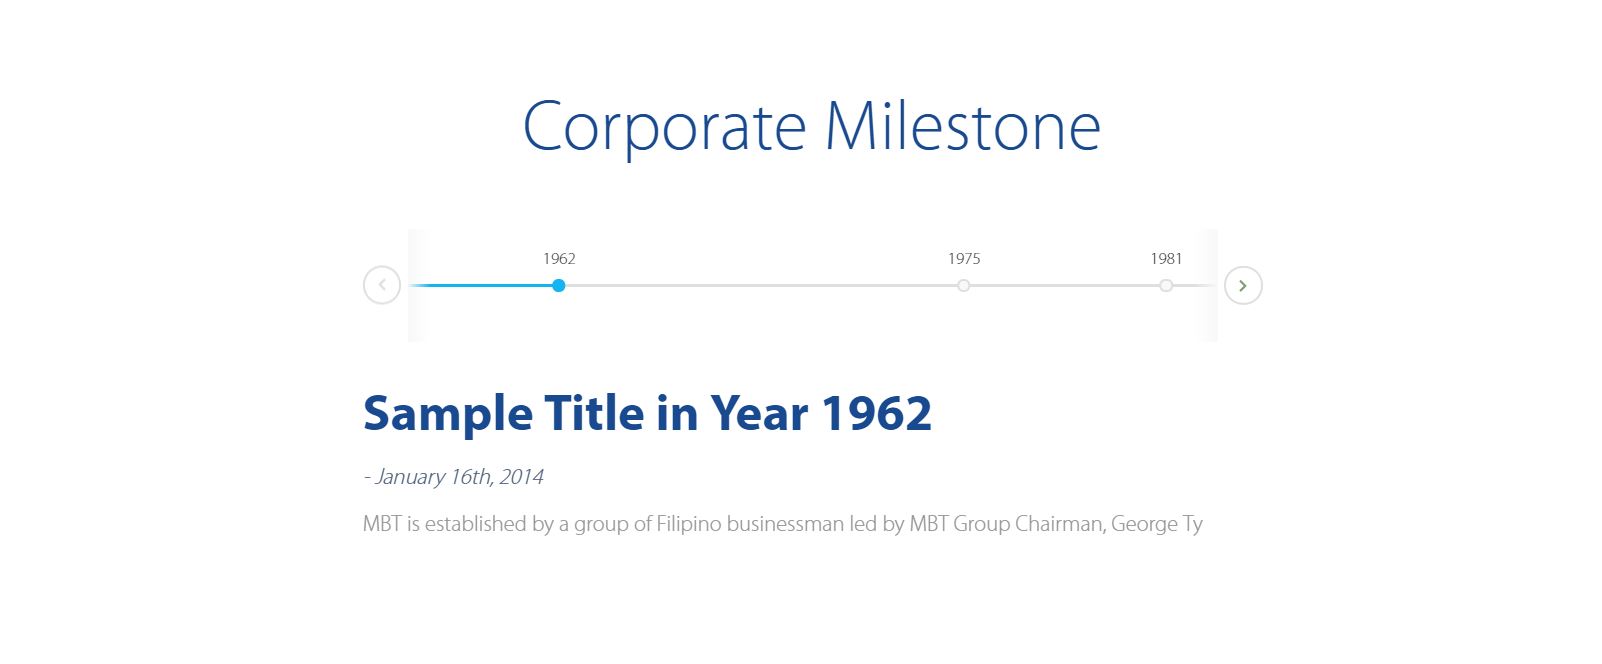 Corporate Milestone
1962 1975 1981
Sample Title in Year 1962
- January 16th, 2014
MBT is established by a group of Filipino businessman led by MBT Group Chairman, George Ty